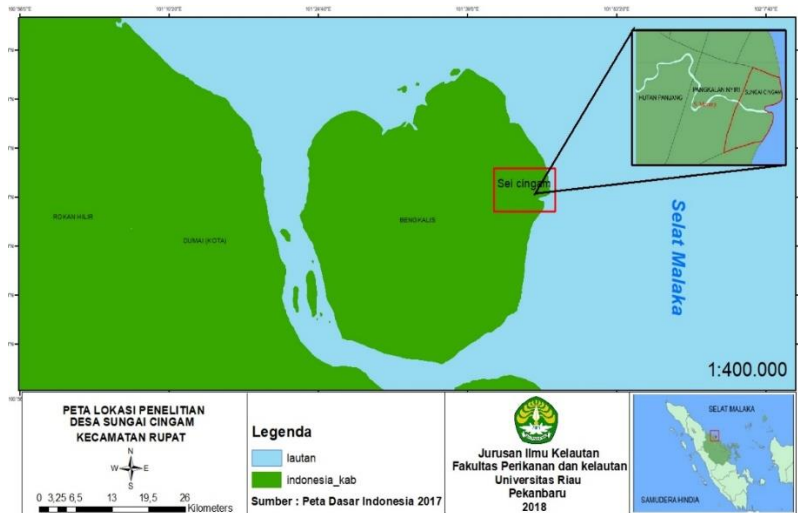 Sei cingam
ROKAN HILIR
DUMAI (KOTA)
BENGKALIS
Selat Malaka
HUTAN PANJANG
SUNGAI CINGAM
1:400.000
PETA LOKASI PENELITIAN
DESA SUNGAI CINGAM
KECAMATAN RUPAT
N
W E
S
0 3,25 6,5 13 19,5 26
Kilometers
Legenda
lautan
indonesia_kab
Sumber : Peta Dasar Indonesia 2017
Jurusan Ilmu Kelautan
Fakultas Perikanan dan kelautan
Universitas Riau
Pekanbaru
2018
SELAT MALAKA
SAMUDERA HINDIA